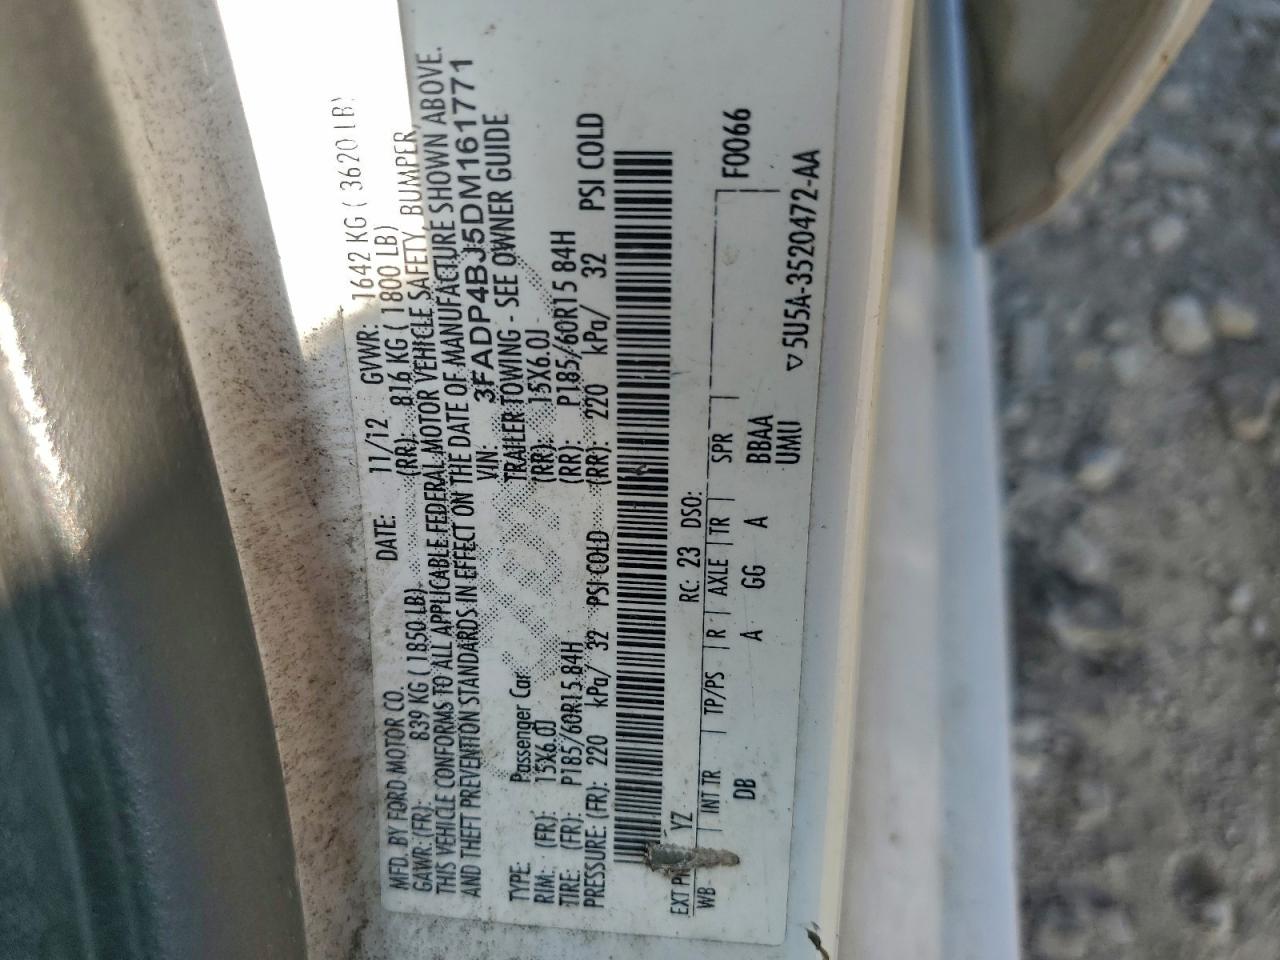 MFD. BY FORD MOTOR CO. DATE: 11/12 GVWR: 1642 KG ( 3620 LB)
GAWR: (FR): 839 KG ( 1850 LB) (RR): 816 KG ( 1800 LB)
THIS VEHICLE CONFORMS TO ALL APPLICABLE FEDERAL MOTOR VEHICLE SAFETY, BUMPER,
AND THEFT PREVENTION STANDARDS IN EFFECT ON THE DATE OF MANUFACTURE SHOWN ABOVE.
VIN: 3FADP4BJ5DM161771
TYPE: Passenger Car TRAILER TOWING - SEE OWNER GUIDE
RIM: (FR): 15X6.0J (RR): 15X6.0J
TIRE: (FR): P185/60R15 84H (RR): P185/60R15 84H
PRESSURE: (FR): 220 kPa/ 32 PSI COLD (RR): 220 kPa/ 32 PSI COLD
EXT YZ RC: 23 DSO: F0066
WB INT TR TP/PS R AXLE TR SPR
DB A GG A BBAA
UMU
▽5U5A-3520472-AA